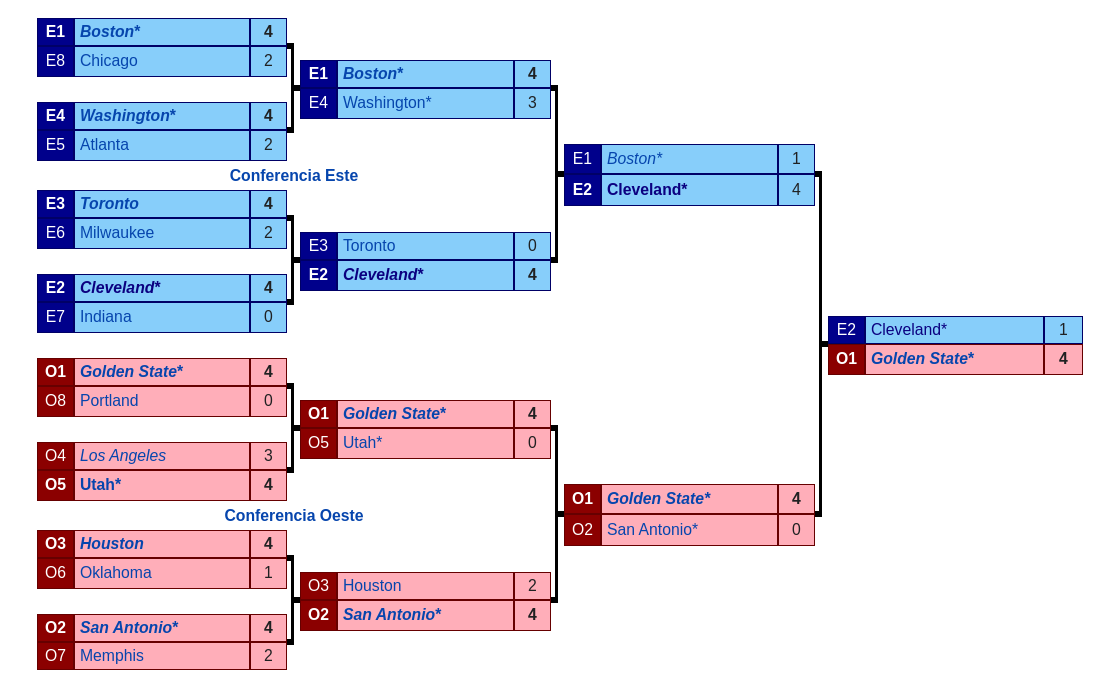 E1 Boston* 4
E8 Chicago 2
E4 Washington* 4
E5 Atlanta 2
Conferencia Este
E3 Toronto 4
E6 Milwaukee 2
E2 Cleveland* 4
E7 Indiana 0
O1 Golden State* 4
O8 Portland 0
O4 Los Angeles 3
O5 Utah* 4
Conferencia Oeste
O3 Houston 4
O6 Oklahoma 1
O2 San Antonio* 4
O7 Memphis 2
E1 Boston* 4
E4 Washington* 3
E3 Toronto 0
E2 Cleveland* 4
O1 Golden State* 4
O5 Utah* 0
O3 Houston 2
O2 San Antonio* 4
E1 Boston* 1
E2 Cleveland* 4
O1 Golden State* 4
O2 San Antonio* 0
E2 Cleveland* 1
O1 Golden State* 4